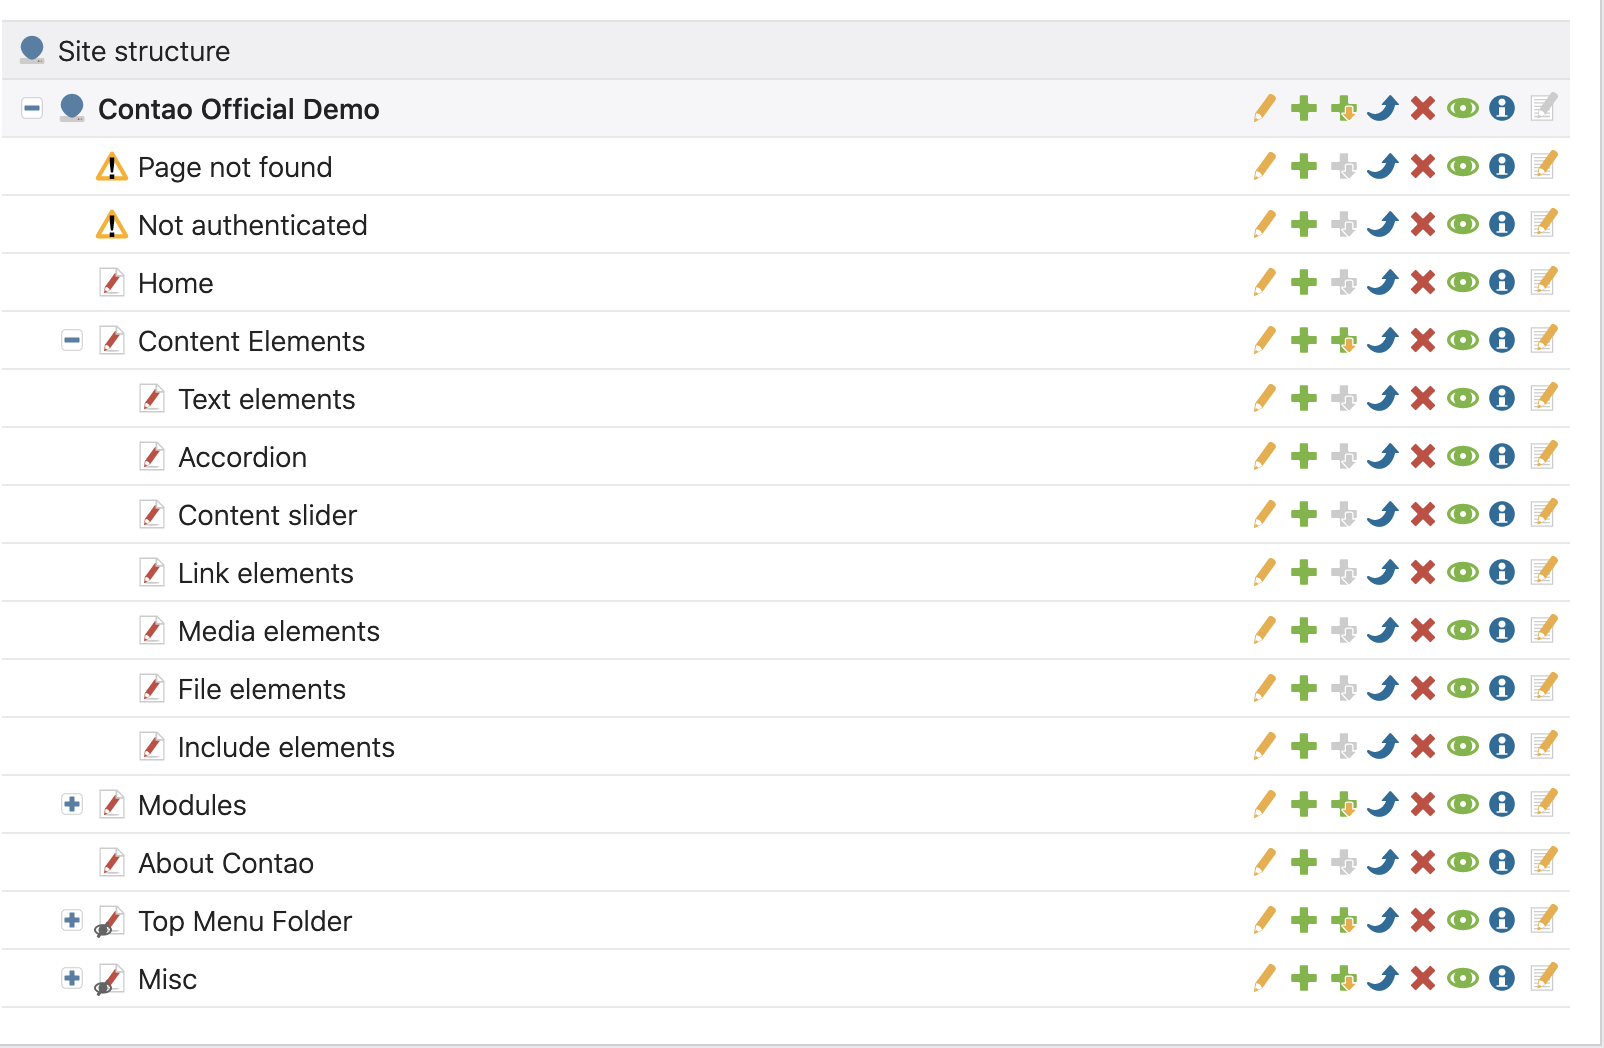 Site structure
Contao Official Demo
Page not found
Not authenticated
Home
Content Elements
Text elements
Accordion
Content slider
Link elements
Media elements
File elements
Include elements
Modules
About Contao
Top Menu Folder
Misc